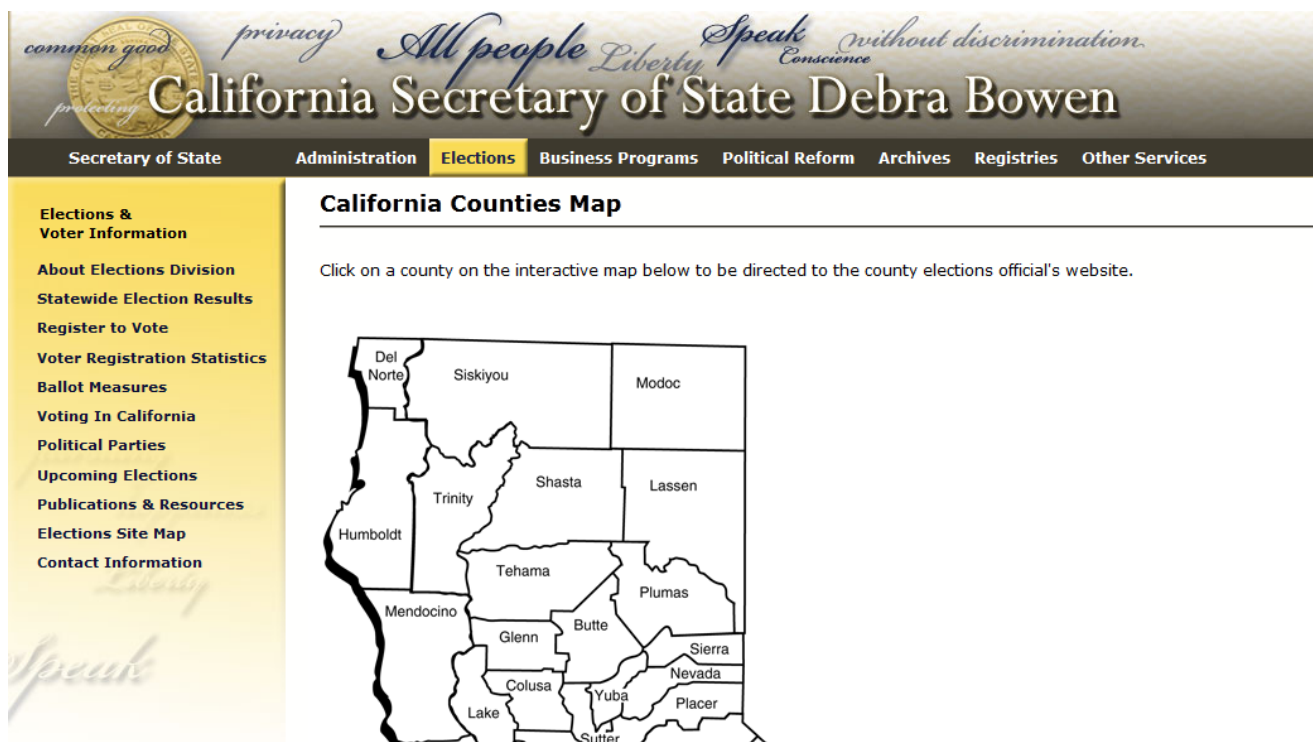 common good
privacy
All people
Liberty
Speak
Conscience
without discrimination
protecting
California Secretary of State Debra Bowen
Secretary of State
Administration Elections Business Programs Political Reform Archives Registries Other Services
Elections &
Voter Information
About Elections Division
Statewide Election Results
Register to Vote
Voter Registration Statistics
Ballot Measures
Voting In California
Political Parties
Upcoming Elections
Publications & Resources
Elections Site Map
Contact Information
Liberty
Speak
California Counties Map
Click on a county on the interactive map below to be directed to the county elections official's website.
Del
Norte
Siskiyou
Modoc
Trinity
Shasta
Lassen
Humboldt
Tehama
Plumas
Mendocino
Glenn
Butte
Sierra
Nevada
Colusa
Yuba
Placer
Lake
Sutter